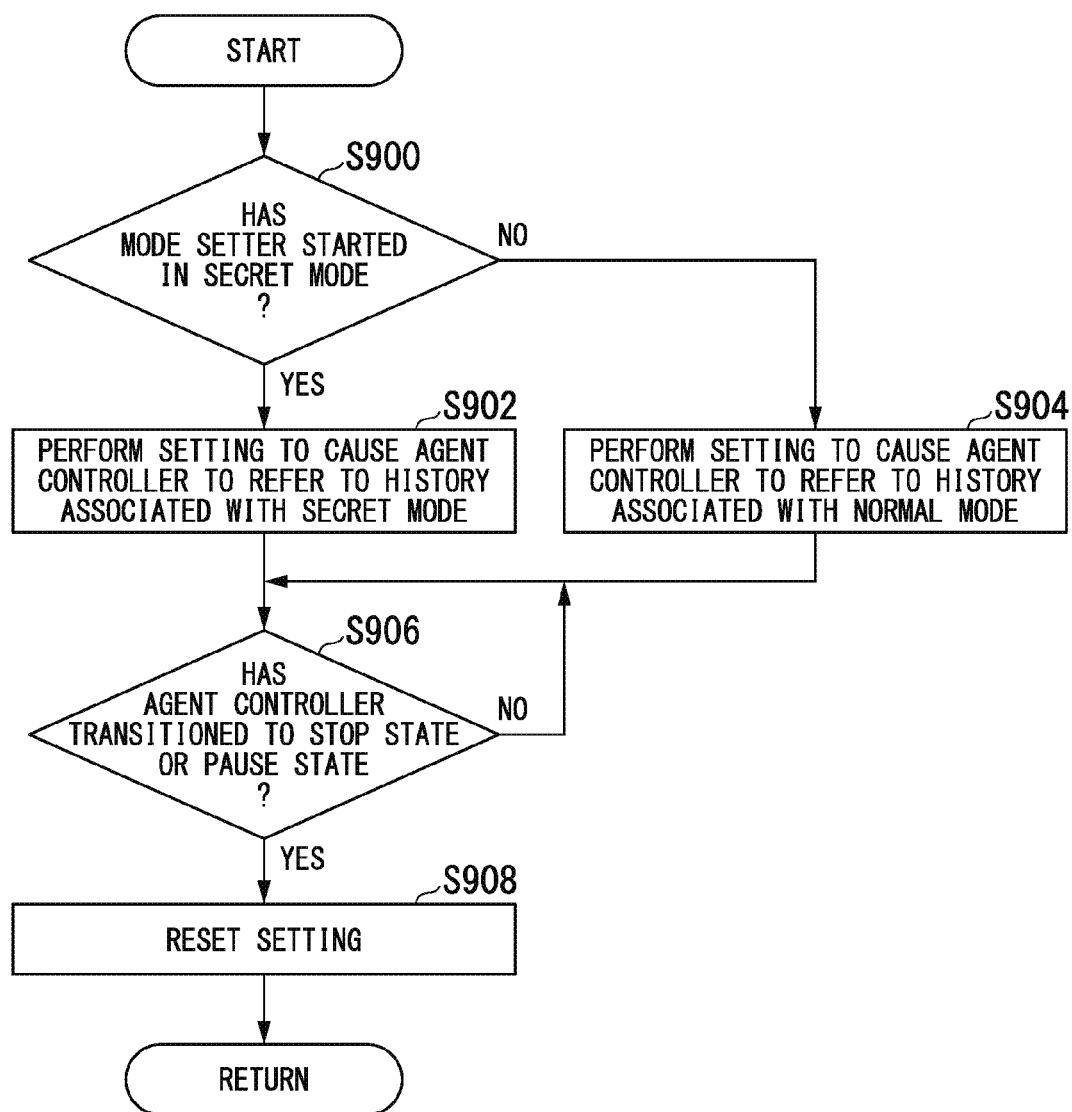 START
S900
HAS
MODE SETTER STARTED
IN SECRET MODE
?
NO
YES
S902
PERFORM SETTING TO CAUSE AGENT
CONTROLLER TO REFER TO HISTORY
ASSOCIATED WITH SECRET MODE
S904
PERFORM SETTING TO CAUSE AGENT
CONTROLLER TO REFER TO HISTORY
ASSOCIATED WITH NORMAL MODE
S906
HAS
AGENT CONTROLLER
TRANSITIONED TO STOP STATE
OR PAUSE STATE
?
NO
YES
S908
RESET SETTING
RETURN